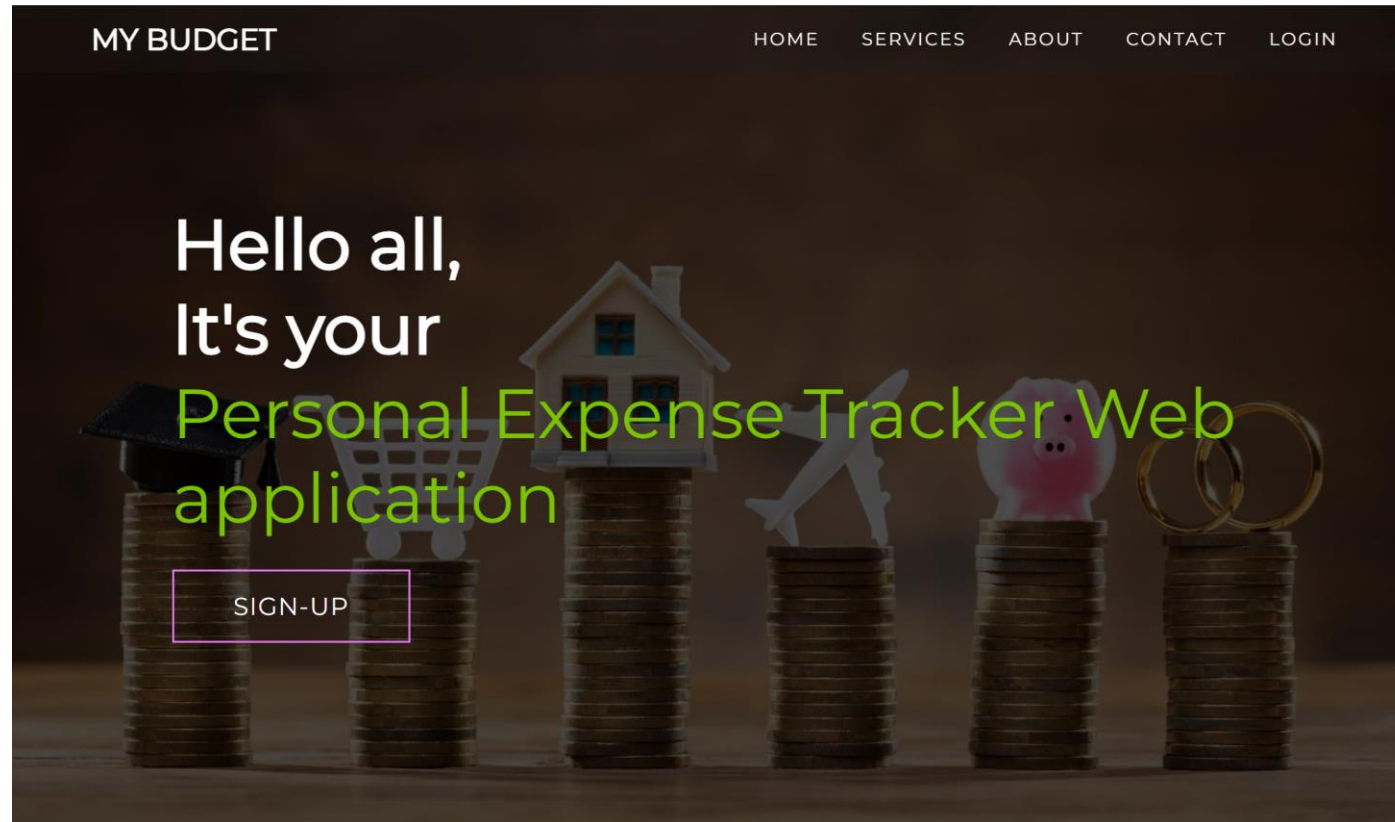 MY BUDGET
HOME SERVICES ABOUT CONTACT LOGIN
Hello all,
It's your
Personal Expense Tracker Web
application
SIGN-UP